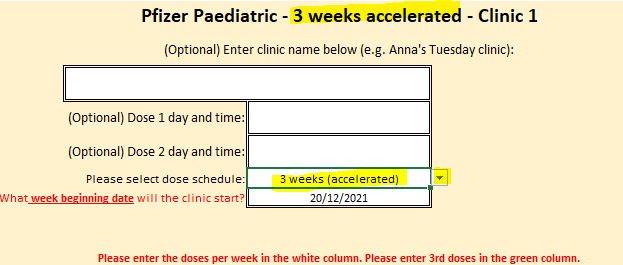 Pfizer Paediatric - 3 weeks accelerated - Clinic 1
(Optional) Enter clinic name below (e.g. Anna's Tuesday clinic):
(Optional) Dose 1 day and time:
(Optional) Dose 2 day and time:
Please select dose schedule: 3 weeks (accelerated)
What week beginning date will the clinic start? 20/12/2021
Please enter the doses per week in the white column. Please enter 3rd doses in the green column.